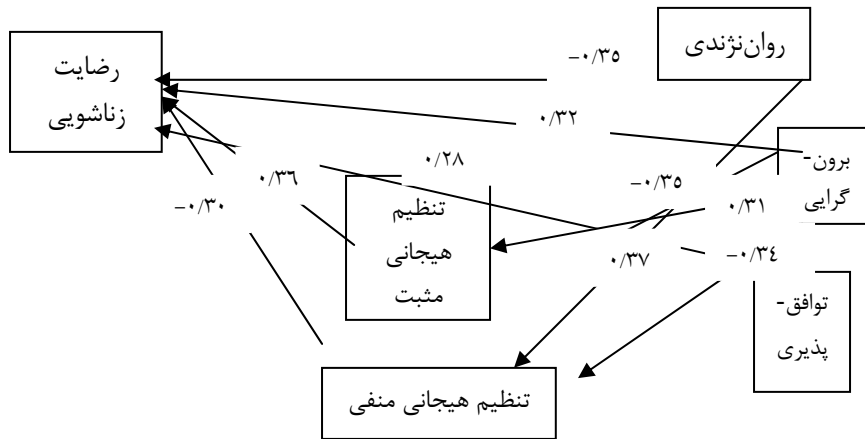 روان‌نژندی
رضایت
زناشویی
-۰/۳۵
۰/۳۲
برون-
گرایی
۰/۲۸
-۰/۳۵
۰/۳۶
۰/۳۱
-۰/۳۰
تنظیم
هیجانی
مثبت
۰/۳۷
-۰/۳۴
توافق-
پذیری
تنظیم هیجانی منفی